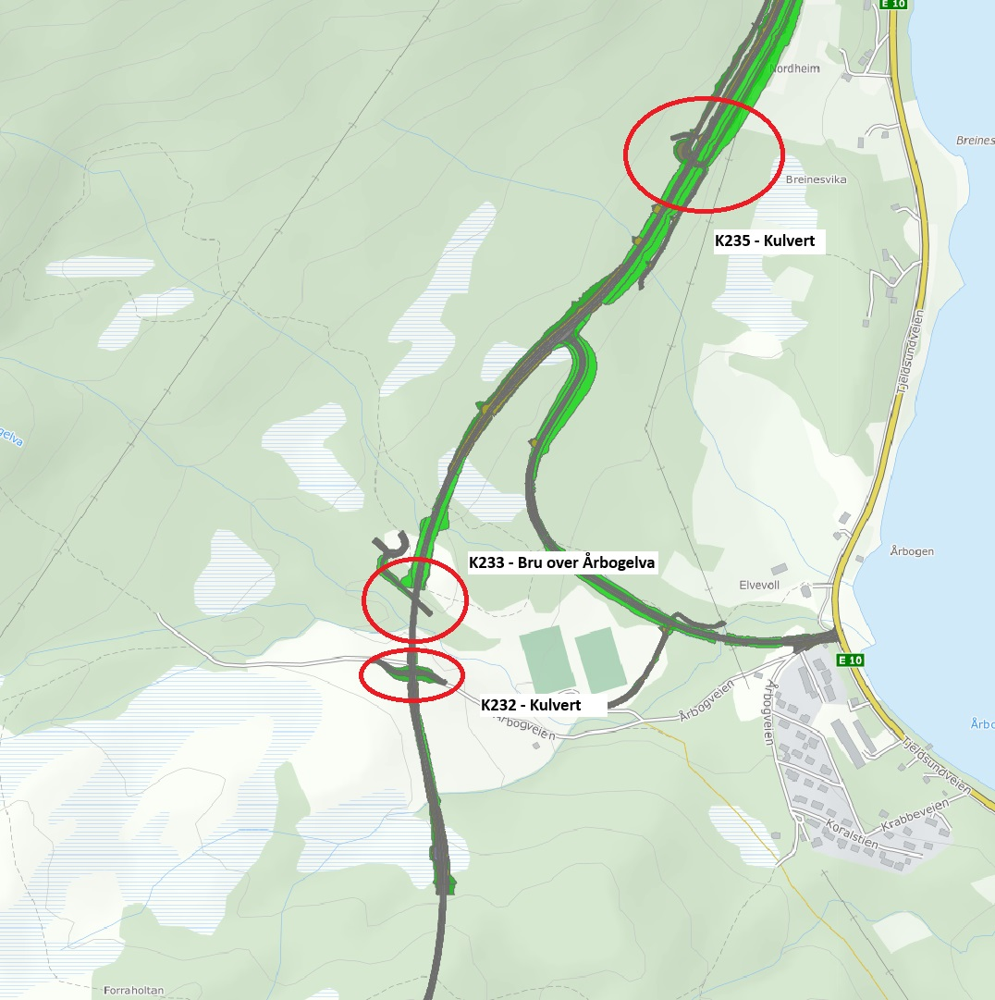 E 10
Nordheim
Breines
Breinesvika
K235 - Kulvert
Tjeldsundveien
gelva
K233 - Bru over Årbogelva
Årbogen
Elvevoll
E 10
K232 - Kulvert
Årbogveien
Årbogveien
Årbogveien
Årbo
Tjeldsundveien
Krabbeveien
Koralstien
Forraholtan